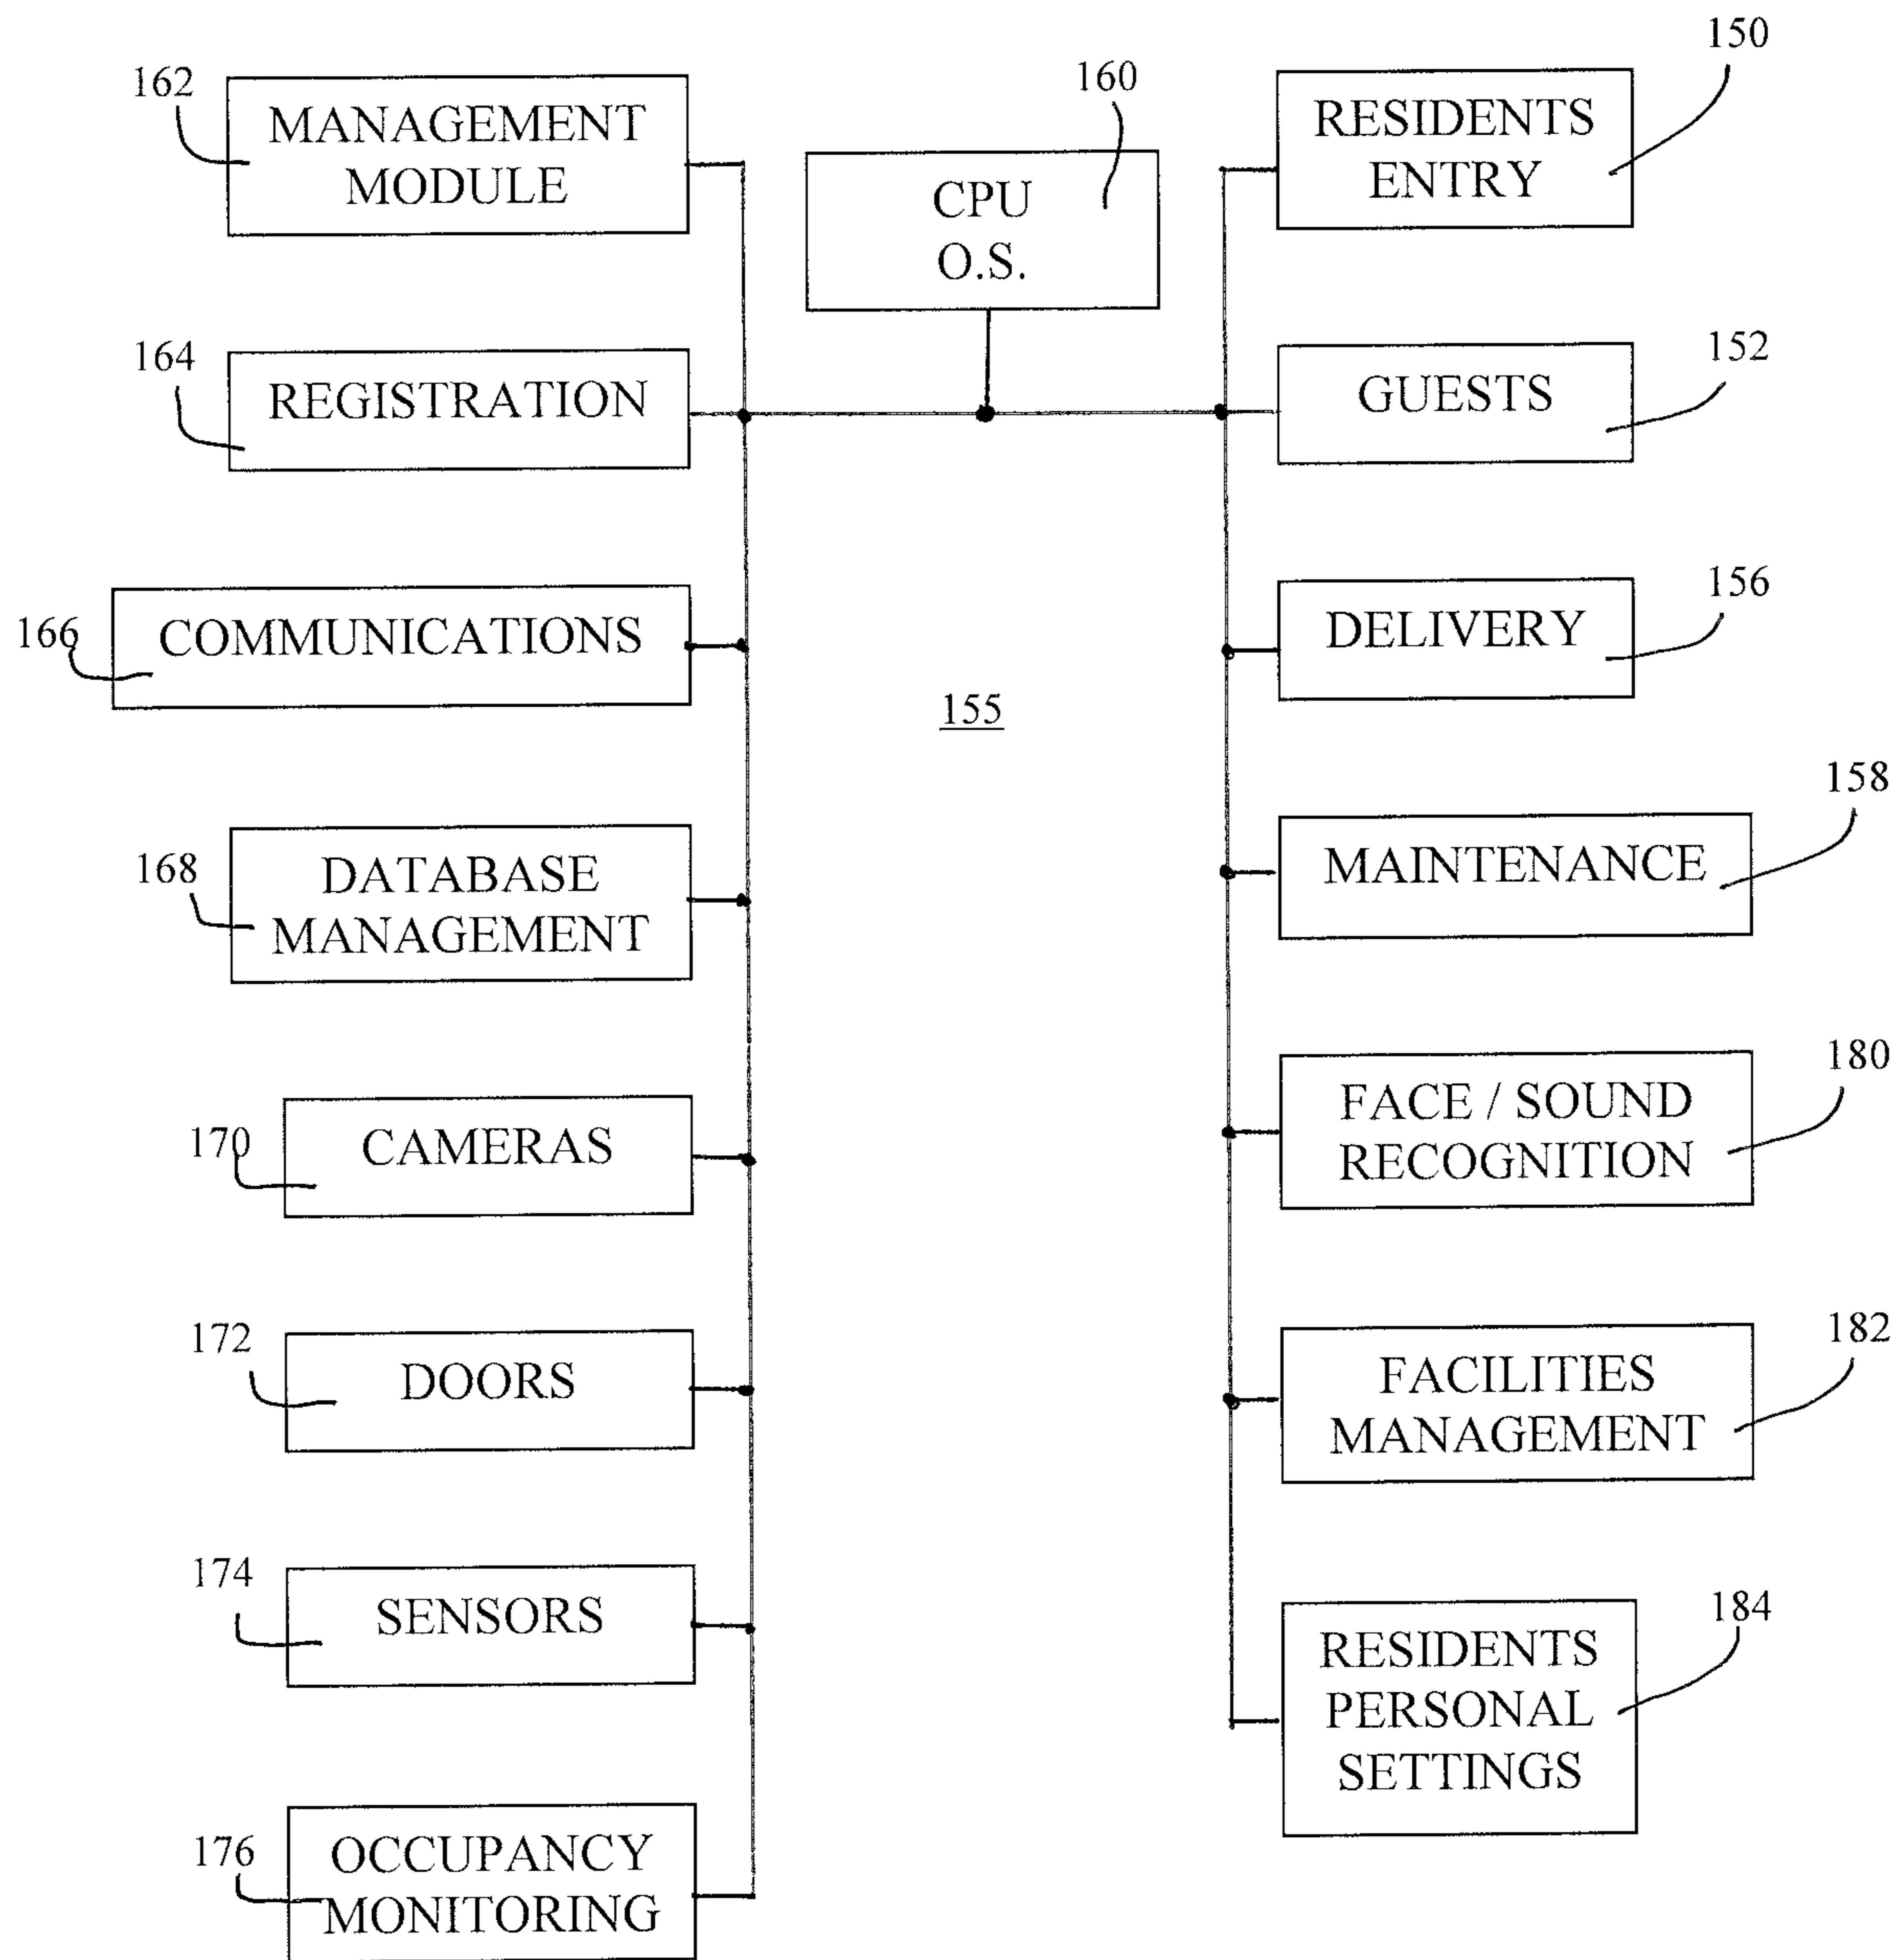 150
162
160
MANAGEMENT
MODULE
CPU
O.S.
RESIDENTS
ENTRY
164
152
REGISTRATION
GUESTS
166
156
COMMUNICATIONS
DELIVERY
155
168
158
DATABASE
MANAGEMENT
MAINTENANCE
170
180
CAMERAS
FACE / SOUND
RECOGNITION
172
182
DOORS
FACILITIES
MANAGEMENT
174
184
SENSORS
RESIDENTS
PERSONAL
SETTINGS
176
OCCUPANCY
MONITORING